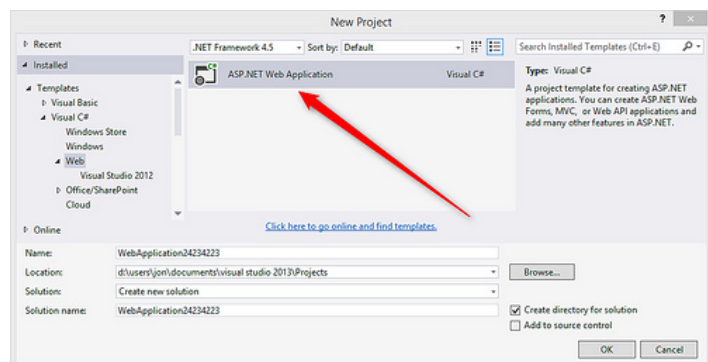 New Project
? ×
Recent
.NET Framework 4.5 Sort by: Default
Search Installed Templates (Ctrl+E)
Installed
Templates
Visual Basic
Visual C#
Windows Store
Windows
Web
Visual Studio 2012
Office/SharePoint
Cloud
Online
ASP.NET Web Application Visual C#
Click here to go online and find templates.
Type: Visual C#
A project template for creating ASP.NET
applications. You can create ASP.NET Web
Forms, MVC, or Web API applications and
add many other features in ASP.NET.
Name: WebApplication24234223
Location: d:\users\jon\documents\visual studio 2013\Projects Browse...
Solution: Create new solution
Solution name: WebApplication24234223
Create directory for solution
Add to source control
OK Cancel